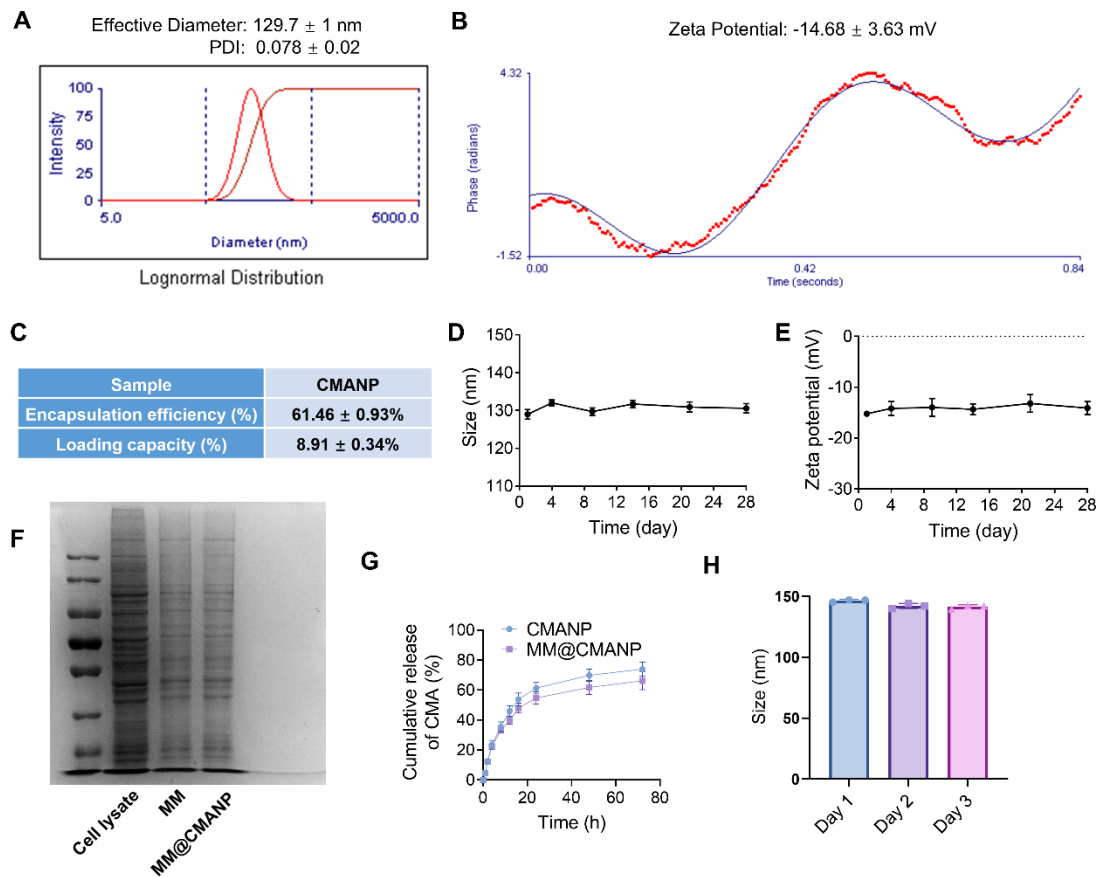 A
Effective Diameter: 129.7 ± 1 nm
PDI: 0.078 ± 0.02
100
75
50
25
0
Intensity
5.0
5000.0
Diameter (nm)
Lognormal Distribution
B
Zeta Potential: -14.68 ± 3.63 mV
4.32
Phase (radians)
-1.52
0.00
0.42
0.84
Time (seconds)
C
Sample
CMANP
Encapsulation efficiency (%)
61.46 ± 0.93%
Loading capacity (%)
8.91 ± 0.34%
D
150
140
130
120
110
Size (nm)
0 4 8 12 16 20 24 28
Time (day)
E
0
-10
-20
-30
Zeta potential (mV)
0 4 8 12 16 20 24 28
Time (day)
F
Cell lysate
MM
MM@CMANP
G
CMANP
MM@CMANP
100
80
60
40
20
0
Cumulative release
of CMA (%)
0 20 40 60 80
Time (h)
H
150
100
50
0
Size (nm)
Day 1
Day 2
Day 3